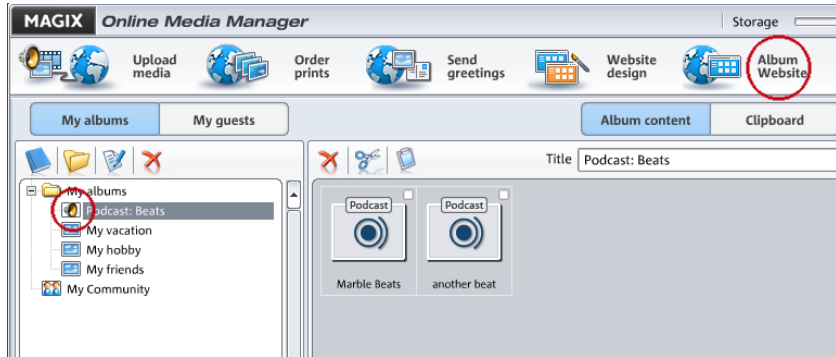 MAGIX Online Media Manager
Storage
Upload
media
Order
prints
Send
greetings
Website
design
Album
Website
My albums
My guests
Album content
Clipboard
Title
Podcast: Beats
My albums
Podcast: Beats
My vacation
My hobby
My friends
My Community
Podcast
Podcast
Marble Beats
another beat